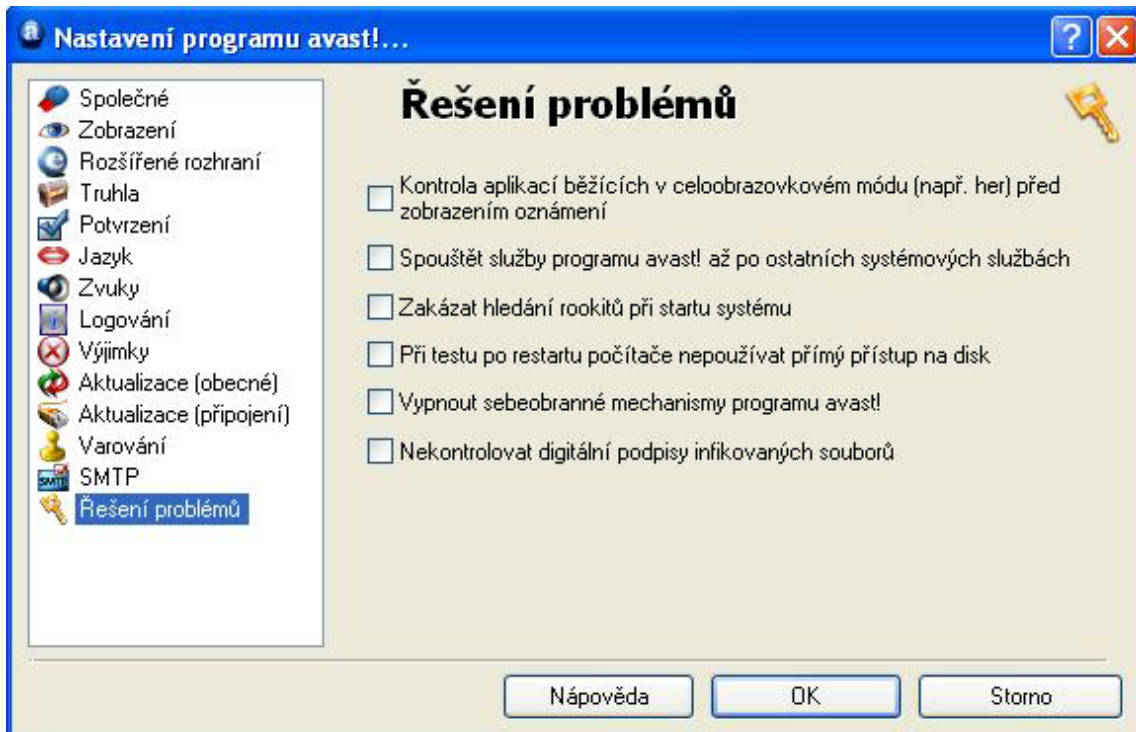 Nastavení programu avast!...
Společné
Zobrazení
Rozšířené rozhraní
Truhla
Potvrzení
Jazyk
Zvuky
Logování
Výjimky
Aktualizace (obecné)
Aktualizace (připojení)
Varování
SMTP
Řešení problémů
Řešení problémů
Kontrola aplikací běžících v celoobrazovkovém módu (např. her) před
zobrazením oznámení
Spouštět služby programu avast! až po ostatních systémových službách
Zakázat hledání rookitů při startu systému
Při testu po restartu počítače nepoužívat přímý přístup na disk
Vypnout sebeobranné mechanismy programu avast!
Nekontrolovat digitální podpisy infikovaných souborů
Nápověda
OK
Storno